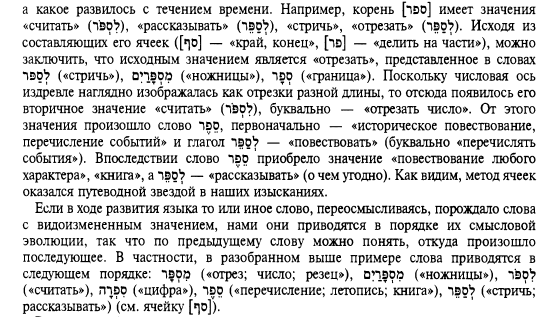 а какое развилось с течением времени. Например, корень [ספר] имеет значения
«считать» (לִסְפֹּר), «рассказывать» (לְסַפֵּר), «стричь», «отрезать» (לְסַפֵּר). Исходя из
составляющих его ячеек ([סף] — «край, конец», [פר] — «делить на части»), можно
заключить, что исходным значением является «отрезать», представленное в словах
לְסַפֵּר («стричь»), מִסְפָּרַיִם («ножницы»), סְפָר («граница»). Поскольку числовая ось
издревле наглядно изображалась как отрезки разной длины, то отсюда появилось его
вторичное значение «считать» (לִסְפֹּר), буквально — «отрезать число». От этого
значения произошло слово סֵפֶר, первоначально — «историческое повествование,
перечисление событий» и глагол לְסַפֵּר — «повествовать» (буквально «перечислять
события»). Впоследствии слово סֵפֶר приобрело значение «повествование любого
характера», «книга», а לְסַפֵּר — «рассказывать» (о чем угодно). Как видим, метод ячеек
оказался путеводной звездой в наших изысканиях.
Если в ходе развития языка то или иное слово, переосмысливаясь, порождало слова
с видоизмененным значением, нами они приводятся в порядке их смысловой
эволюции, так что по предыдущему слову можно понять, откуда произошло
последующее. В частности, в разобранном выше примере слова приводятся в
следующем порядке: מִסְפָּר («отрез; число; резец»), מִסְפָּרַיִם («ножницы»), לִסְפֹּר
(«считать»), סִפְרָה («цифра»), סֵפֶר («перечисление; летопись; книга»), לְסַפֵּר («стричь;
рассказывать») (см. ячейку [סף]).